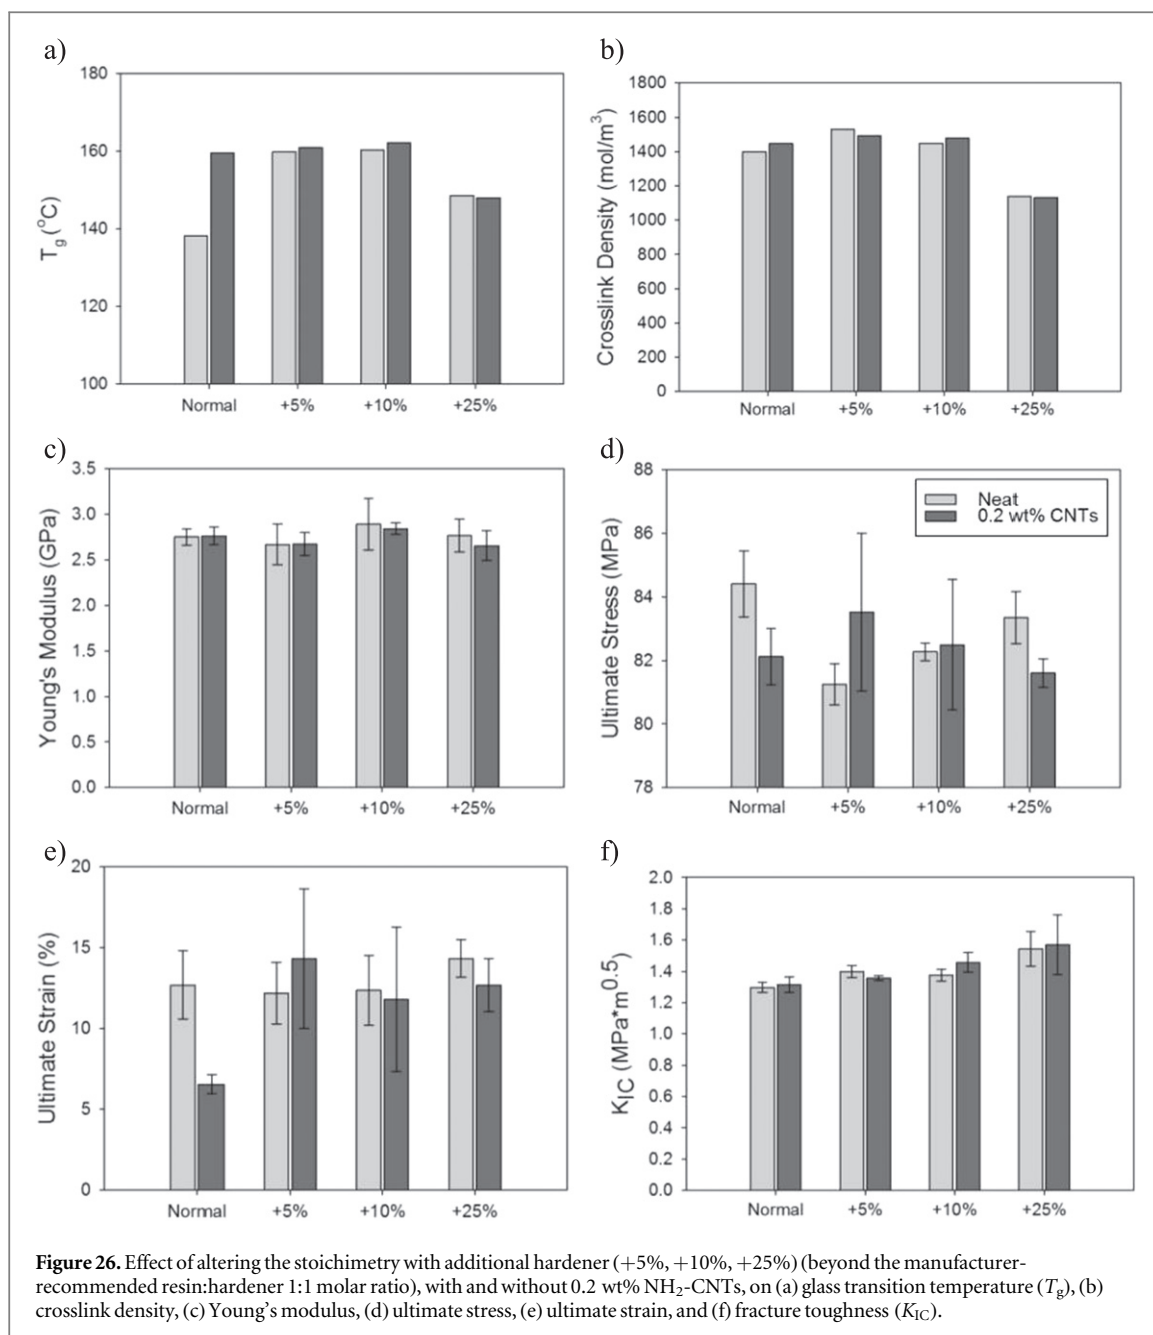 a)
180
160
140
120
100
Tg (°C)
Normal
+5%
+10%
+25%
b)
1800
1600
1400
1200
1000
800
600
400
200
0
Crosslink Density (mol/m³)
Normal
+5%
+10%
+25%
c)
3.5
3.0
2.5
2.0
1.5
1.0
0.5
0.0
Young's Modulus (GPa)
Normal
+5%
+10%
+25%
d)
88
86
84
82
80
78
Ultimate Stress (MPa)
Neat
0.2 wt% CNTs
Normal
+5%
+10%
+25%
e)
20
15
10
5
0
Ultimate Strain (%)
Normal
+5%
+10%
+25%
f)
2.0
1.8
1.6
1.4
1.2
1.0
0.8
0.6
0.4
0.2
0.0
KIC (MPa*m0.5)
Normal
+5%
+10%
+25%
Figure 26. Effect of altering the stoichimetry with additional hardener (+5%, +10%, +25%) (beyond the manufacturer-
recommended resin:hardener 1:1 molar ratio), with and without 0.2 wt% NH2-CNTs, on (a) glass transition temperature (Tg), (b)
crosslink density, (c) Young's modulus, (d) ultimate stress, (e) ultimate strain, and (f) fracture toughness (KIC).